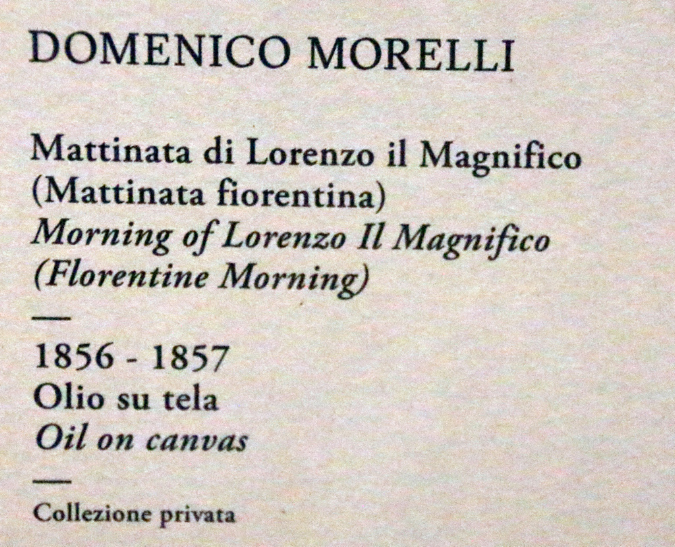 DOMENICO MORELLI
Mattinata di Lorenzo il Magnifico
(Mattinata fiorentina)
Morning of Lorenzo Il Magnifico
(Florentine Morning)
—
1856 - 1857
Olio su tela
Oil on canvas
—
Collezione privata